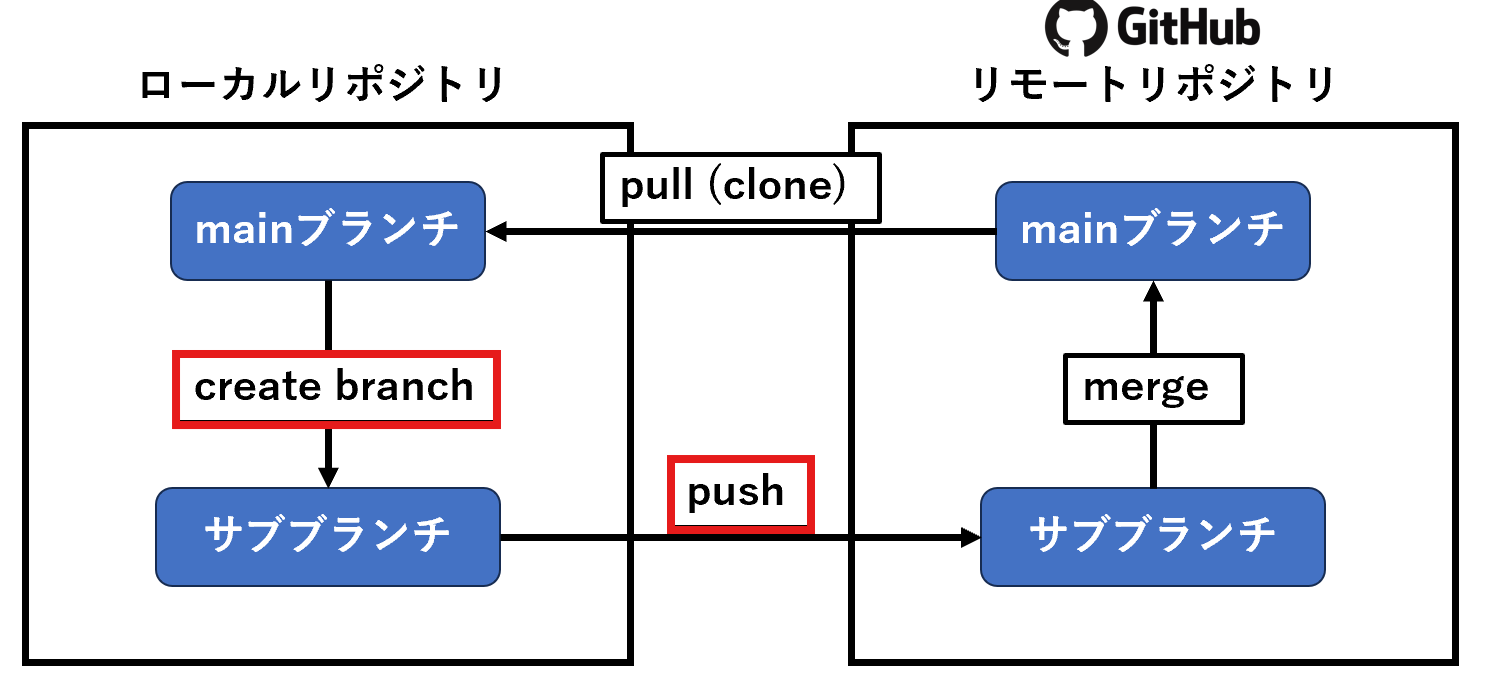 GitHub
ローカルリポジトリ
リモートリポジトリ
pull (clone)
mainブランチ
mainブランチ
create branch
merge
push
サブブランチ
サブブランチ